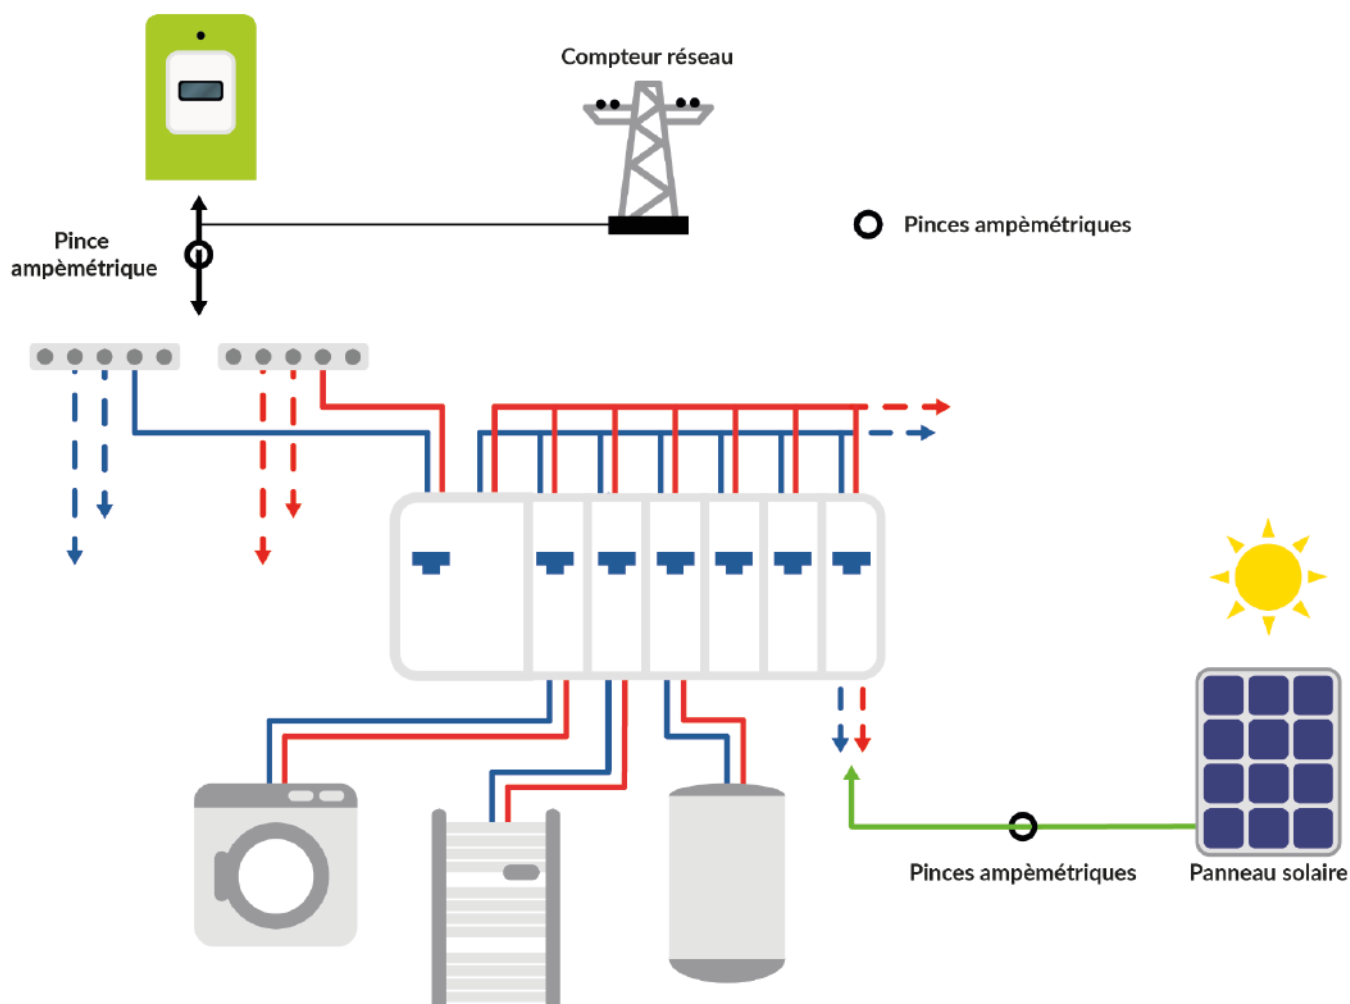 Compteur réseau
Pince
ampèmétrique
Pinces ampèmétriques
Pinces ampèmétriques
Panneau solaire